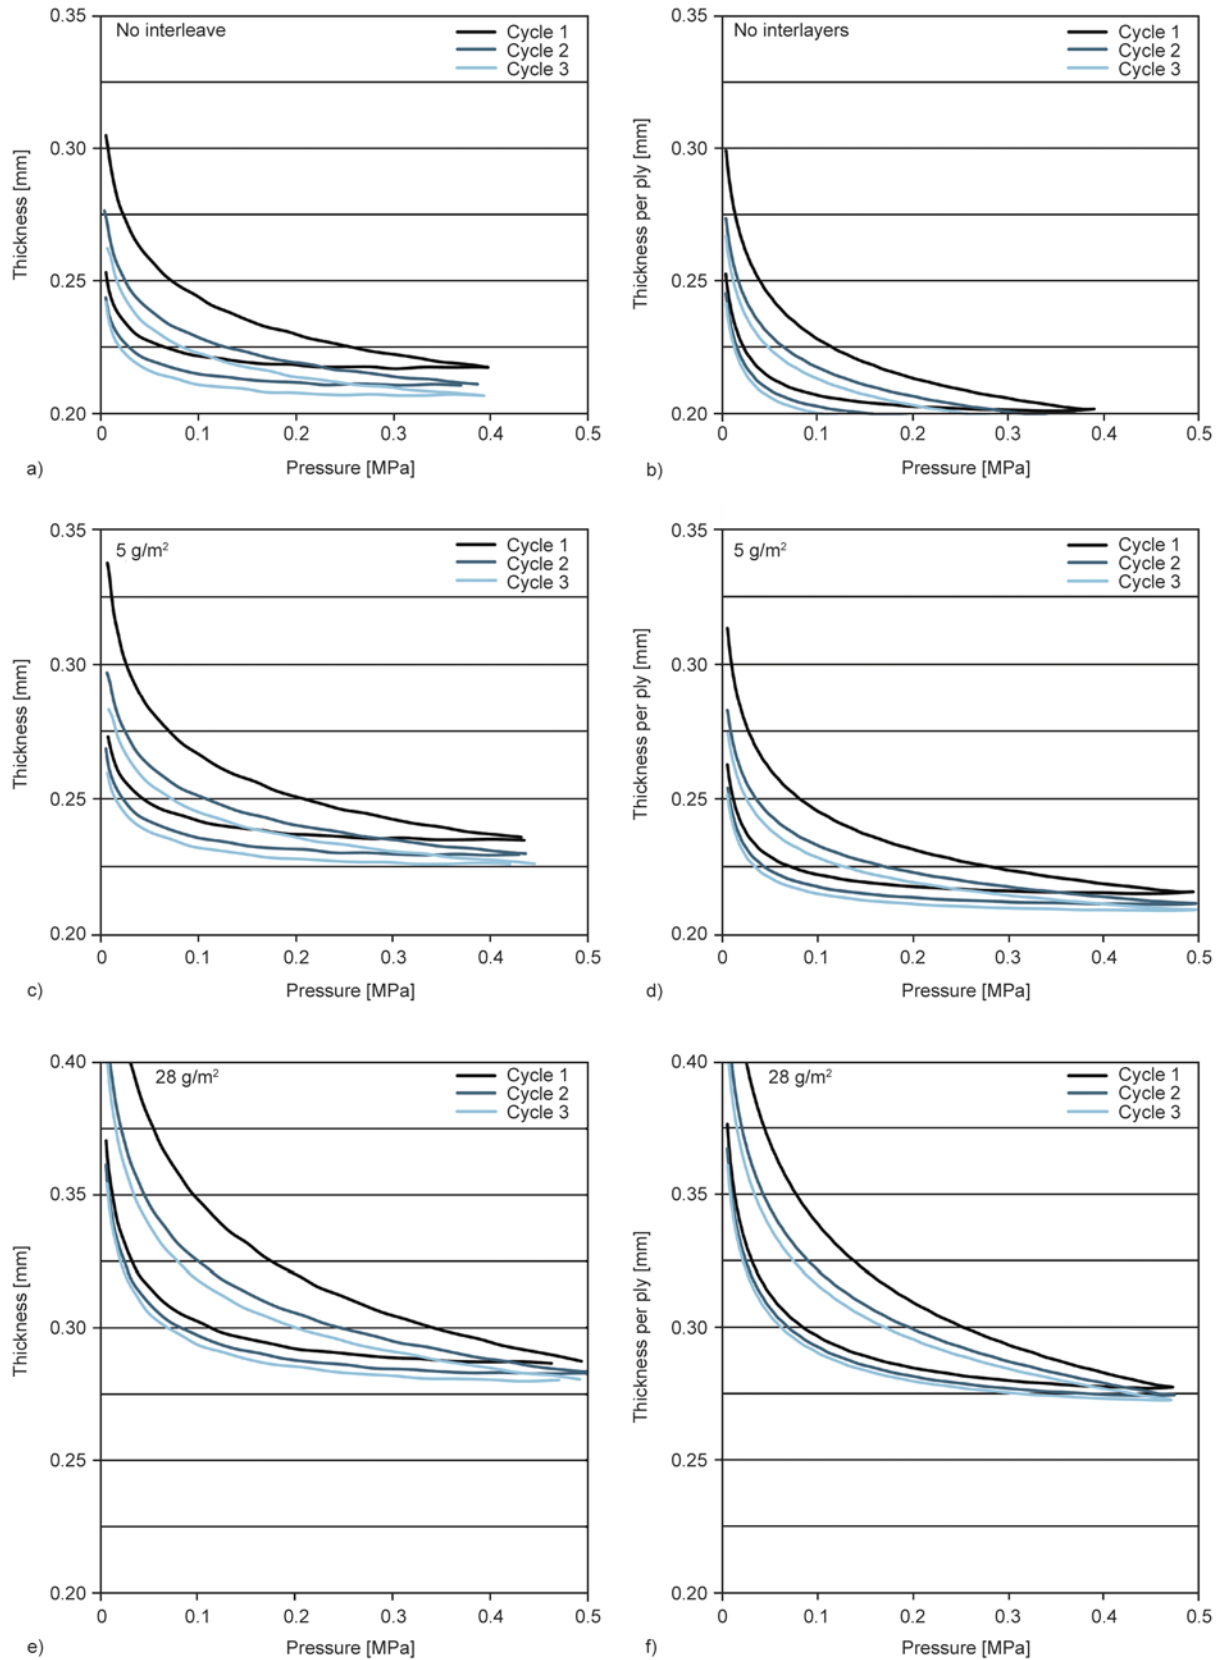 No interleave
Cycle 1
Cycle 2
Cycle 3
0.35
0.30
0.25
0.20
Thickness [mm]
0
0.1
0.2
0.3
0.4
0.5
Pressure [MPa]
a)
No interlayers
Cycle 1
Cycle 2
Cycle 3
0.35
0.30
0.25
0.20
Thickness per ply [mm]
0
0.1
0.2
0.3
0.4
0.5
Pressure [MPa]
b)
5 g/m²
Cycle 1
Cycle 2
Cycle 3
0.35
0.30
0.25
0.20
Thickness [mm]
0
0.1
0.2
0.3
0.4
0.5
Pressure [MPa]
c)
5 g/m²
Cycle 1
Cycle 2
Cycle 3
0.35
0.30
0.25
0.20
Thickness per ply [mm]
0
0.1
0.2
0.3
0.4
0.5
Pressure [MPa]
d)
28 g/m²
Cycle 1
Cycle 2
Cycle 3
0.40
0.35
0.30
0.25
0.20
Thickness [mm]
0
0.1
0.2
0.3
0.4
0.5
Pressure [MPa]
e)
28 g/m²
Cycle 1
Cycle 2
Cycle 3
0.40
0.35
0.30
0.25
0.20
Thickness per ply [mm]
0
0.1
0.2
0.3
0.4
0.5
Pressure [MPa]
f)